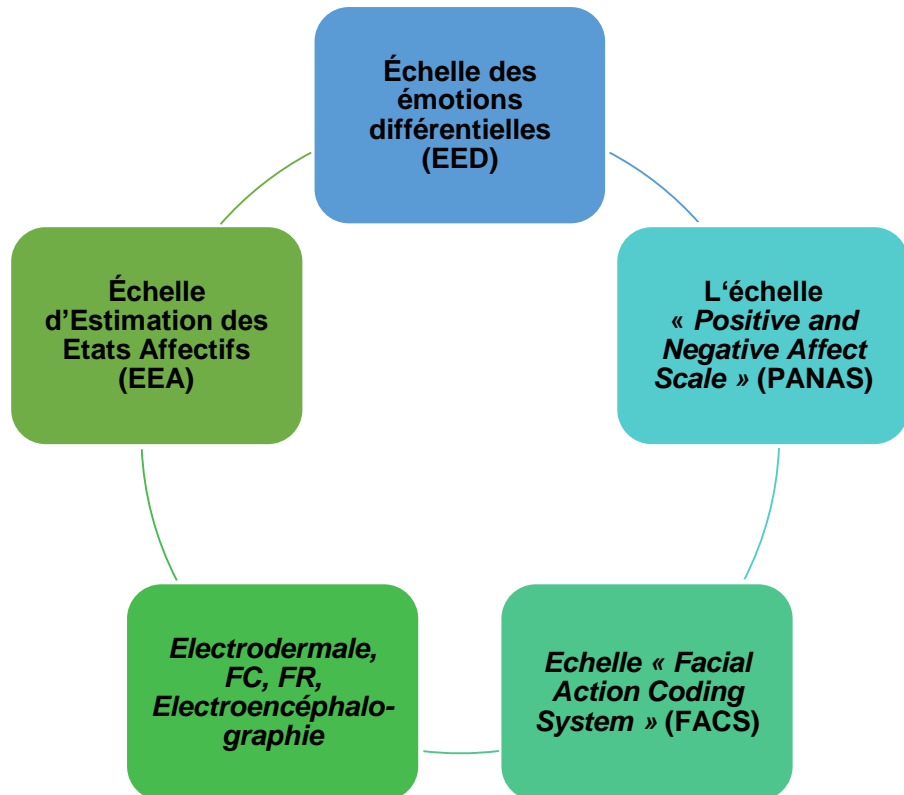 Échelle des
émotions
différentielles
(EED)
L‘échelle
« Positive and
Negative Affect
Scale » (PANAS)
Echelle « Facial
Action Coding
System » (FACS)
Electrodermale,
FC, FR,
Electroencéphalo-
graphie
Échelle
d’Estimation des
Etats Affectifs
(EEA)